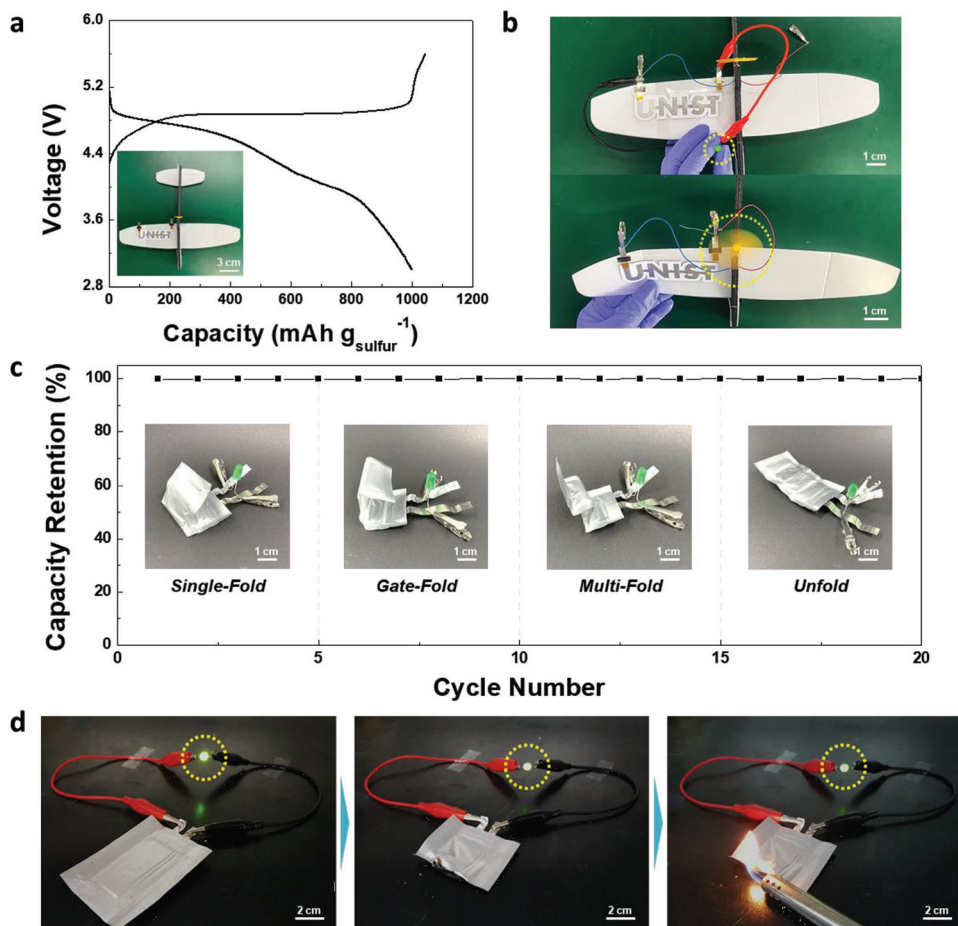 a
6.0
5.2
4.4
3.6
2.8
Voltage (V)
0 200 400 600 800 1000 1200
Capacity (mAh g_sulfur^-1)
UNIST
3 cm
b
UNIST
1 cm
UNIST
1 cm
c
100
80
60
40
20
0
Capacity Retention (%)
1 cm
1 cm
1 cm
1 cm
Single-Fold
Gate-Fold
Multi-Fold
Unfold
0 5 10 15 20
Cycle Number
d
2 cm
2 cm
2 cm